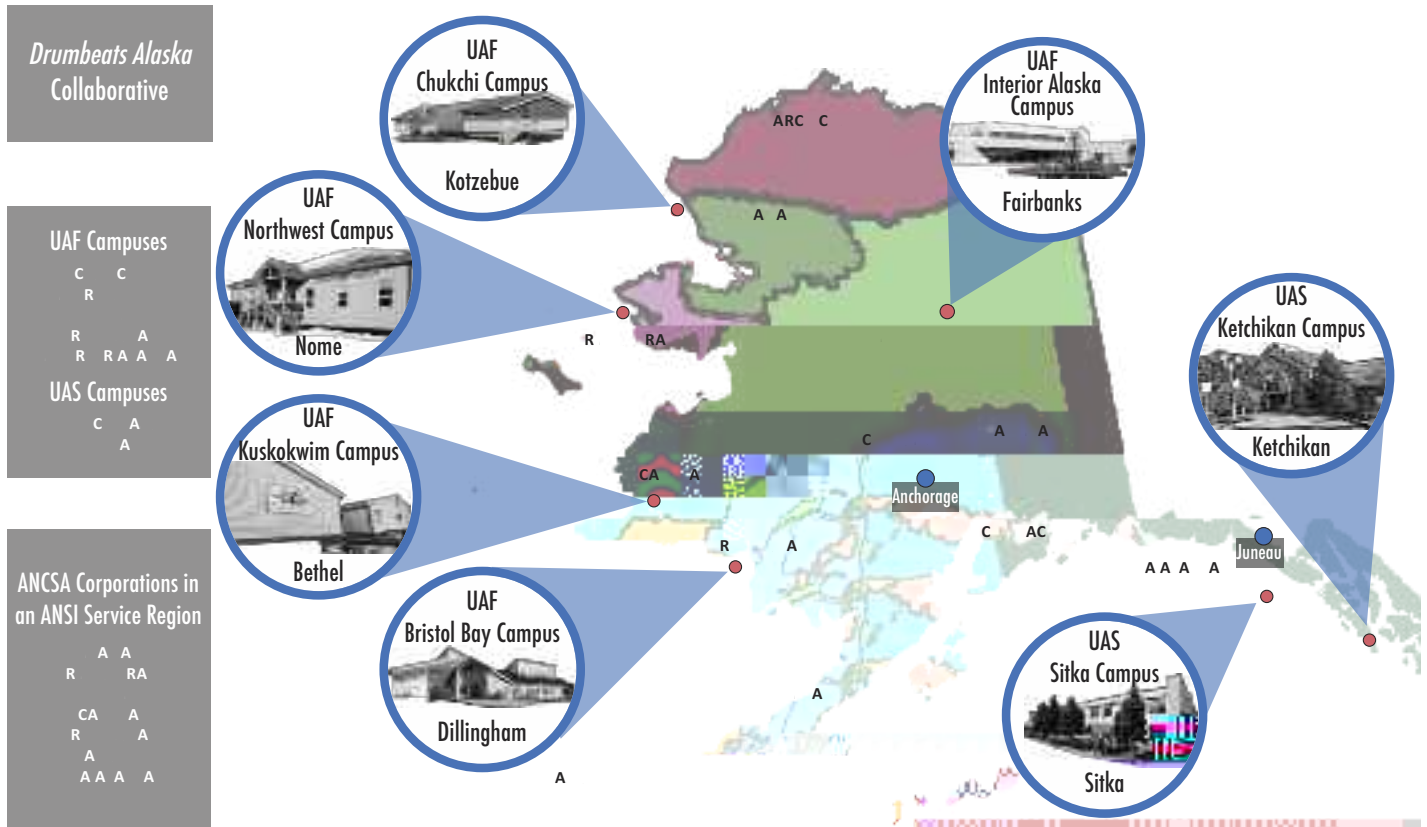 Drumbeats Alaska
Collaborative
UAF Campuses
C C
R
R A
R RA A A
UAS Campuses
C A
A
ANCSA Corporations in
an ANSI Service Region
A A
R RA
CA A
R A
A
AA A A
UAF
Chukchi Campus
Kotzebue
UAF
Northwest Campus
Nome
UAF
Kuskokwim Campus
Bethel
UAF
Bristol Bay Campus
Dillingham
UAF
Interior Alaska
Campus
Fairbanks
UAS
Ketchikan Campus
Ketchikan
UAS
Sitka Campus
Sitka
ARC C
A A
R RA
C A A
CA A
Anchorage
R A
C AC
Juneau
AA A A
A
A